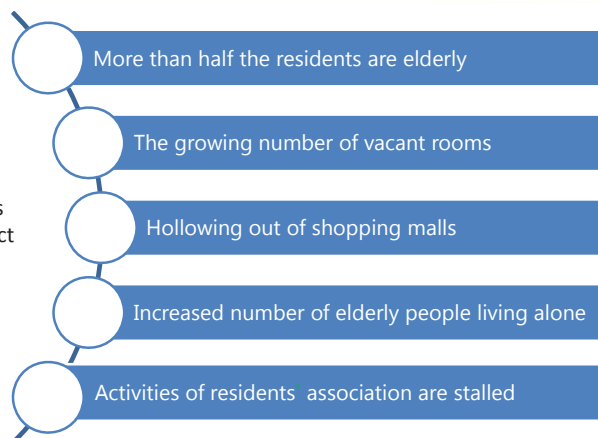 More than half the residents are elderly
The growing number of vacant rooms
Hollowing out of shopping malls
Increased number of elderly people living alone
Activities of residents' association are stalled